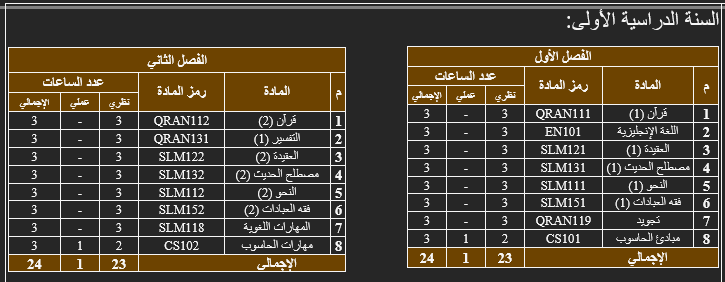 السنة الدراسية الأولى:
الفصل الأول
م المادة رمز المادة عدد الساعات
نظري عملي الإجمالي
1 قرآن (1) QRAN111 3 - 3
2 اللغة الإنجليزية EN101 3 - 3
3 العقيدة (1) SLM121 3 - 3
4 مصطلح الحديث (1) SLM131 3 - 3
5 النحو (1) SLM111 3 - 3
6 فقه العبادات (1) SLM151 3 - 3
7 تجويد QRAN119 3 - 3
8 مبادئ الحاسوب CS101 2 1 3
الإجمالي 23 1 24
الفصل الثاني
م المادة رمز المادة عدد الساعات
نظري عملي الإجمالي
1 قرآن (2) QRAN112 3 - 3
2 التفسير (1) QRAN131 3 - 3
3 العقيدة (2) SLM122 3 - 3
4 مصطلح الحديث (2) SLM132 3 - 3
5 النحو (2) SLM112 3 - 3
6 فقه العبادات (2) SLM152 3 - 3
7 المهارات اللغوية SLM118 3 - 3
8 مهارات الحاسوب CS102 2 1 3
الإجمالي 23 1 24